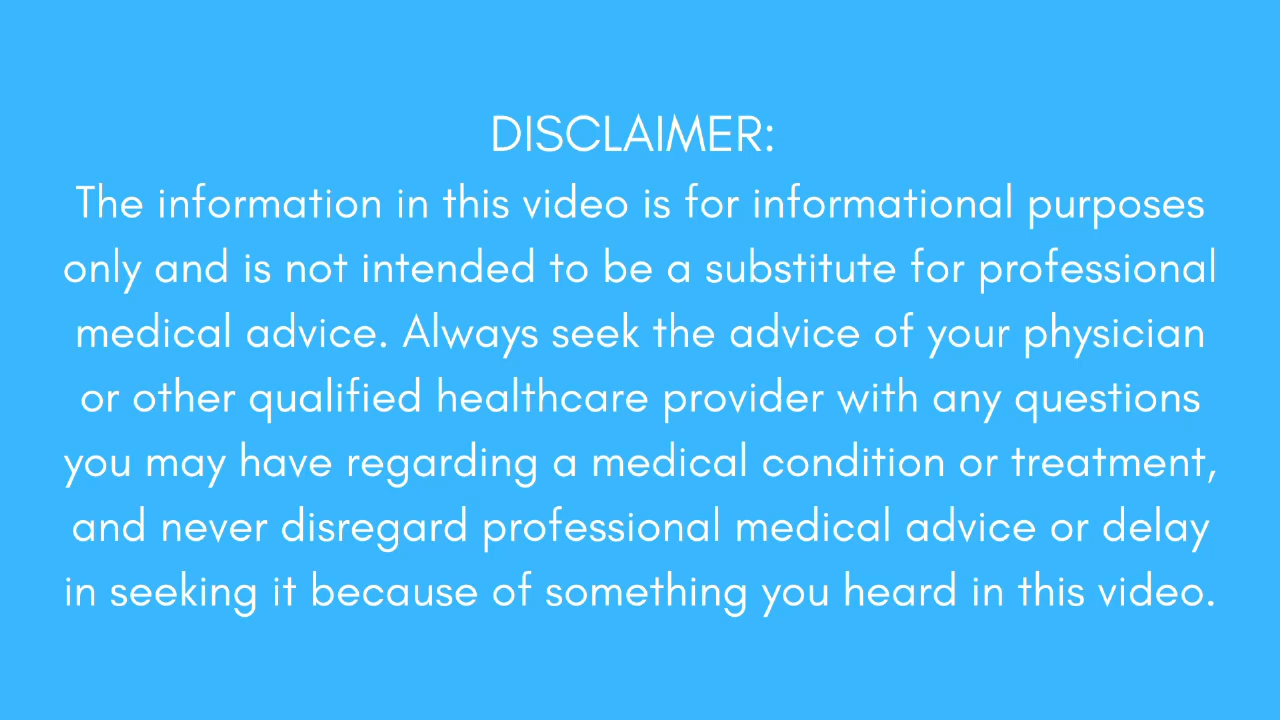 DISCLAIMER:
The information in this video is for informational purposes
only and is not intended to be a substitute for professional
medical advice. Always seek the advice of your physician
or other qualified healthcare provider with any questions
you may have regarding a medical condition or treatment,
and never disregard professional medical advice or delay
in seeking it because of something you heard in this video.